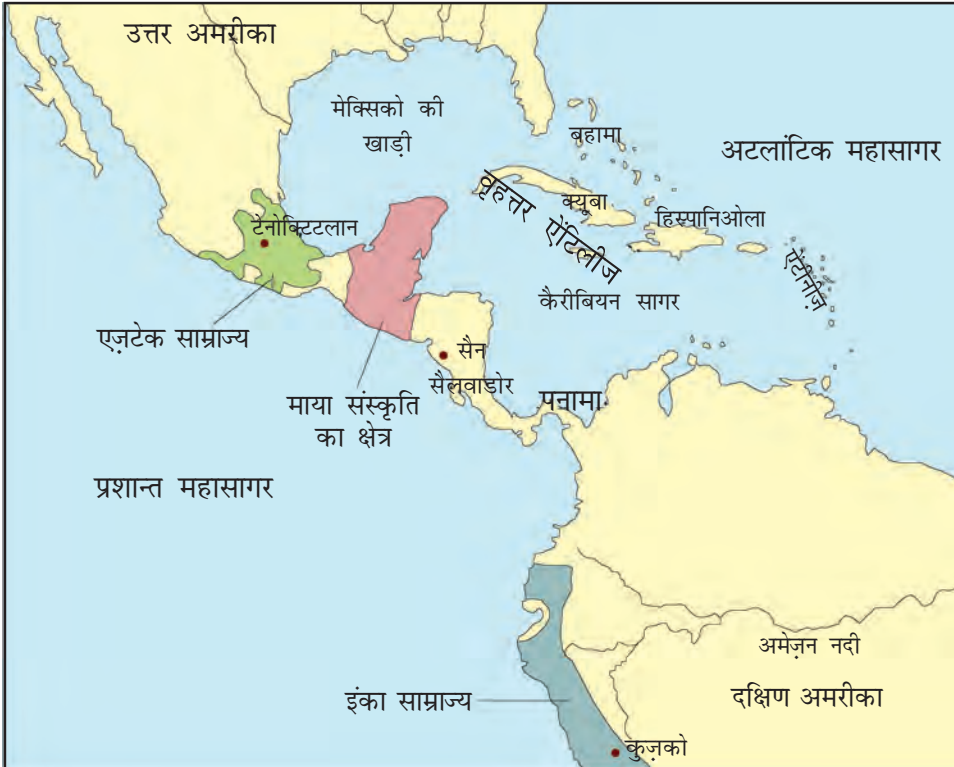 उत्तर अमरीका
मेक्सिको की
खाड़ी
बहामा
अटलांटिक महासागर
वृहत्तर ऐंटिलीज
क्यूबा
हिस्पानिओला
टेनोक्टिटलान
ऐंटीनीज़
कैरीबियन सागर
एज़टेक साम्राज्य
सैन
सैलवाडोर
माया संस्कृति
का क्षेत्र
पनामा
प्रशान्त महासागर
अमेज़न नदी
इंका साम्राज्य
दक्षिण अमरीका
कुज़को